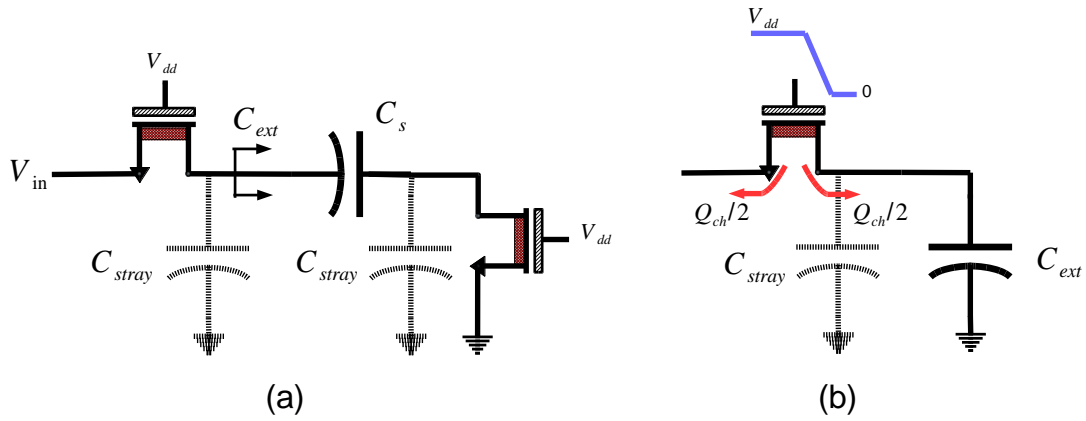 V_dd
C_ext
C_s
V_in
V_dd
C_stray
C_stray
(a)
V_dd
0
Q_ch/2
Q_ch/2
C_stray
C_ext
(b)